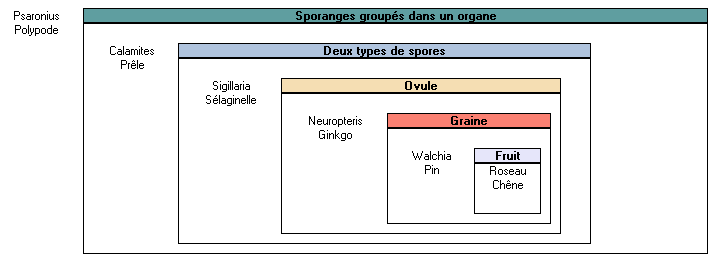 Sporanges groupés dans un organe
Psaronius
Polypode
Deux types de spores
Calamites
Prêle
Ovule
Sigillaria
Sélaginelle
Graine
Neuropteris
Ginkgo
Fruit
Walchia
Pin
Roseau
Chêne